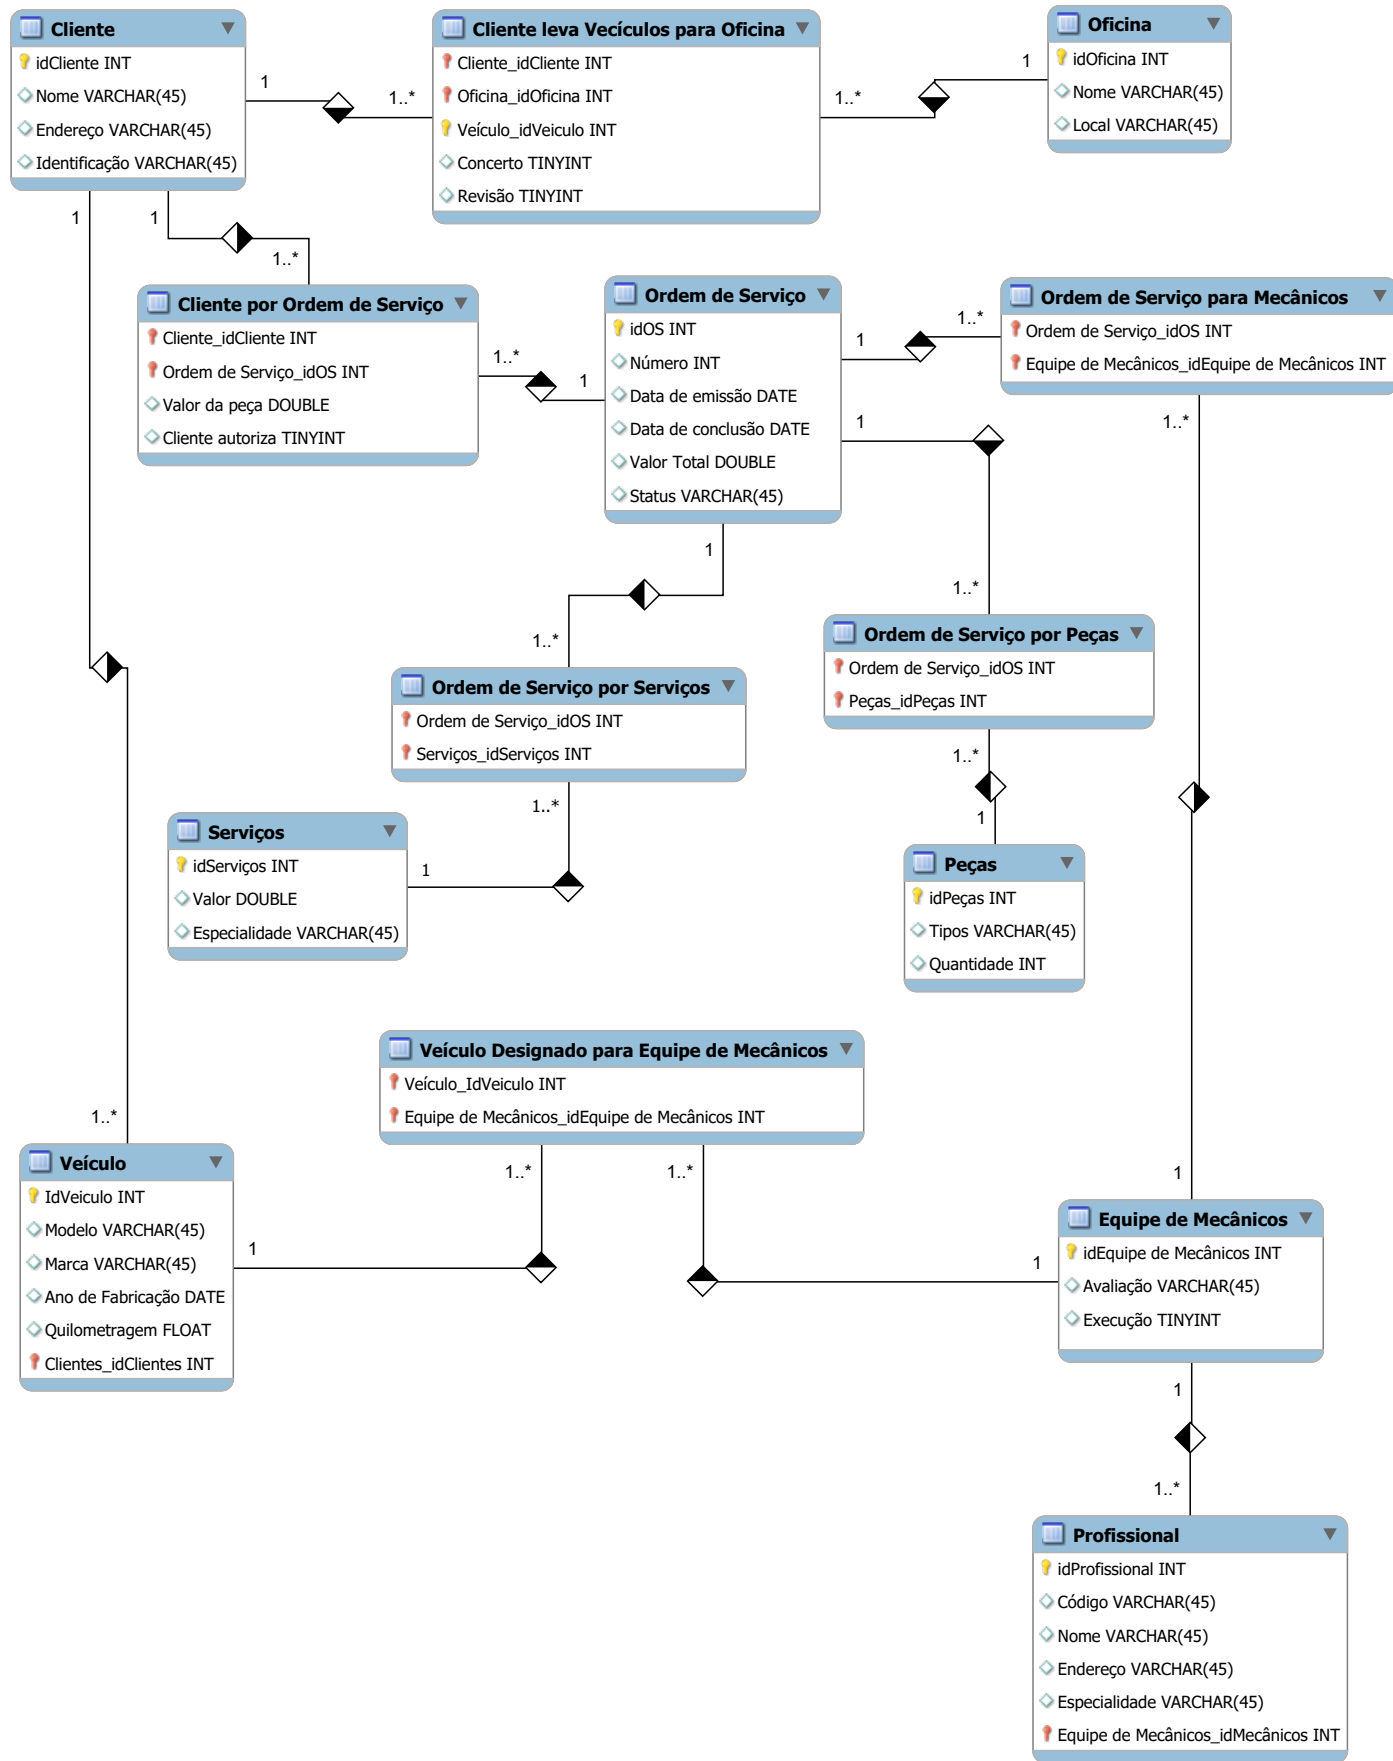 Cliente
idCliente INT
Nome VARCHAR(45)
Endereço VARCHAR(45)
Identificação VARCHAR(45)
1
1..*
Cliente leva Vecículos para Oficina
Cliente_idCliente INT
Oficina_idOficina INT
Veículo_idVeiculo INT
Concerto TINYINT
Revisão TINYINT
1..*
1
Oficina
idOficina INT
Nome VARCHAR(45)
Local VARCHAR(45)
1
1
1..*
Cliente por Ordem de Serviço
Cliente_idCliente INT
Ordem de Serviço_idOS INT
Valor da peça DOUBLE
Cliente autoriza TINYINT
1..*
1
Ordem de Serviço
idOS INT
Número INT
Data de emissão DATE
Data de conclusão DATE
Valor Total DOUBLE
Status VARCHAR(45)
1
1..*
Ordem de Serviço para Mecânicos
Ordem de Serviço_idOS INT
Equipe de Mecânicos_idEquipe de Mecânicos INT
1..*
1
1
1..*
1..*
Ordem de Serviço por Peças
Ordem de Serviço_idOS INT
Peças_idPeças INT
1..*
1
Ordem de Serviço por Serviços
Ordem de Serviço_idOS INT
Serviços_idServiços INT
1..*
1
Serviços
idServiços INT
Valor DOUBLE
Especialidade VARCHAR(45)
Peças
idPeças INT
Tipos VARCHAR(45)
Quantidade INT
Veículo Designado para Equipe de Mecânicos
Veículo_IdVeiculo INT
Equipe de Mecânicos_idEquipe de Mecânicos INT
1..*
1..*
1..*
1
Veículo
IdVeiculo INT
Modelo VARCHAR(45)
Marca VARCHAR(45)
Ano de Fabricação DATE
Quilometragem FLOAT
Clientes_idClientes INT
1
1
Equipe de Mecânicos
idEquipe de Mecânicos INT
Avaliação VARCHAR(45)
Execução TINYINT
1
1..*
Profissional
idProfissional INT
Código VARCHAR(45)
Nome VARCHAR(45)
Endereço VARCHAR(45)
Especialidade VARCHAR(45)
Equipe de Mecânicos_idMecânicos INT